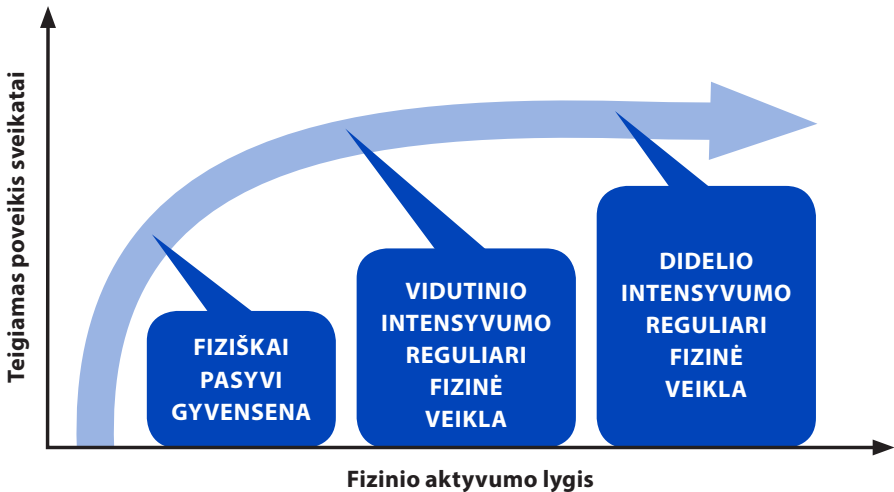 Teigiamas poveikis sveikatai
FIZIŠKAI
PASYVI
GYVENSENA
VIDUTINIO
INTENSYVUMO
REGULIARI
FIZINĖ
VEIKLA
DIDELIO
INTENSYVUMO
REGULIARI
FIZINĖ
VEIKLA
Fizinio aktyvumo lygis